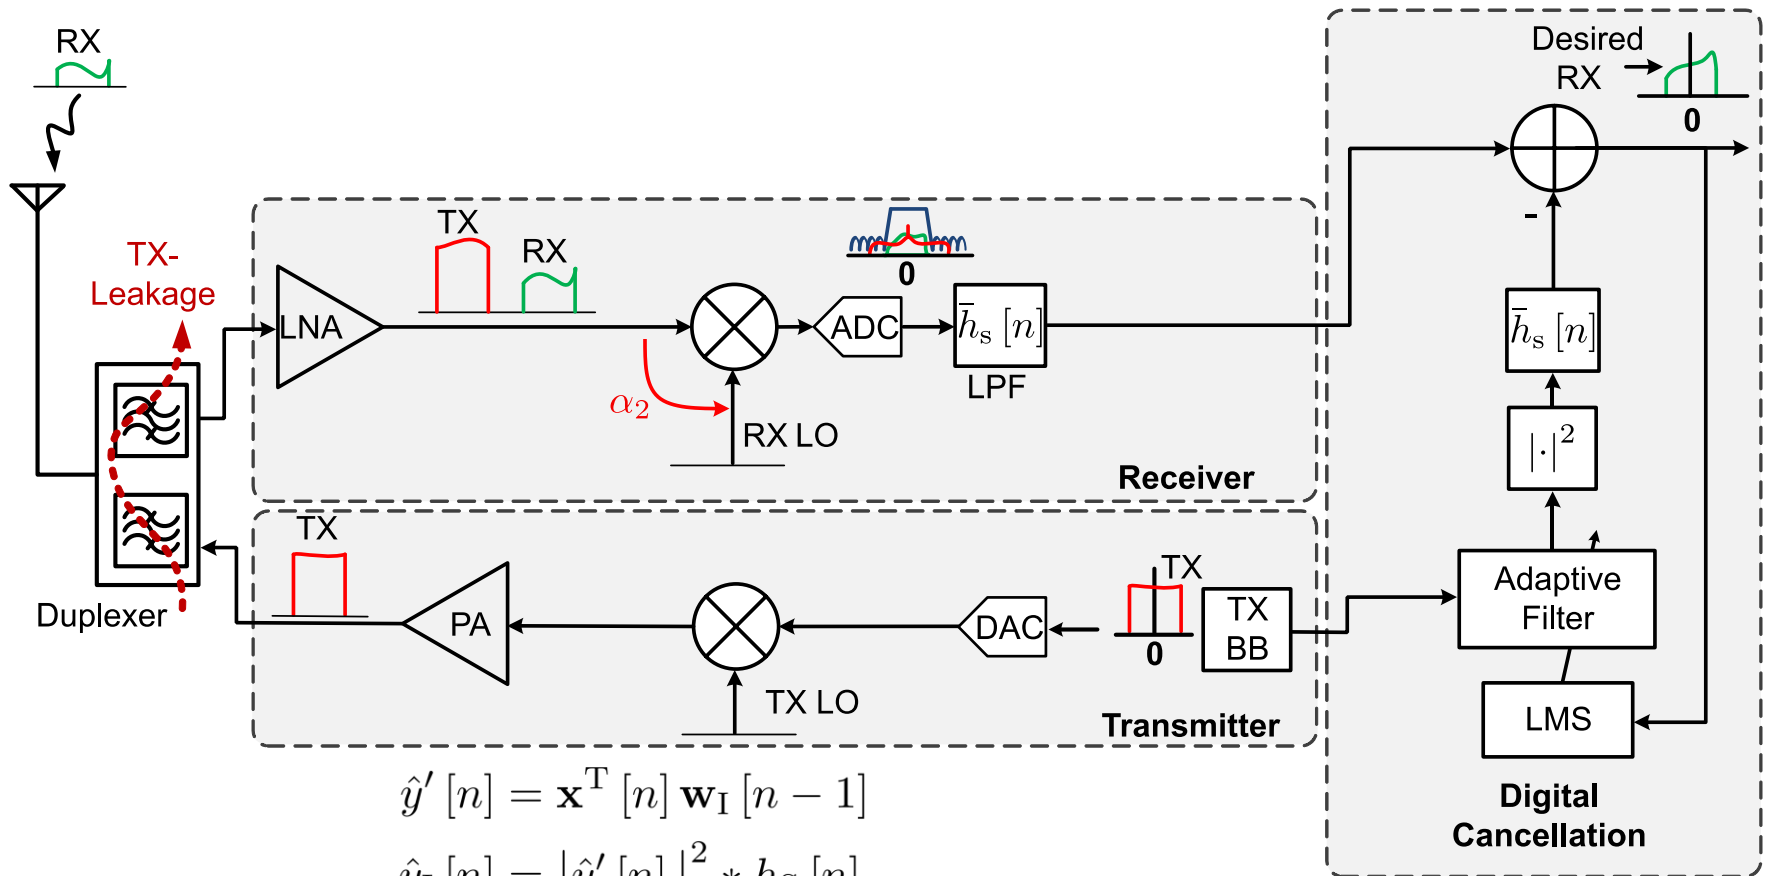 RX
TX-
Leakage
Duplexer
LNA
TX
RX
α₂
RX LO
ADC
0
h̄ₛ [n]
LPF
Receiver
TX
PA
TX LO
DAC
TX
0
TX
BB
Transmitter
Desired
RX
0
-
h̄ₛ [n]
|·|²
Adaptive
Filter
LMS
Digital
Cancellation
ŷ′ [n] = xᵀ [n] w_I [n − 1]